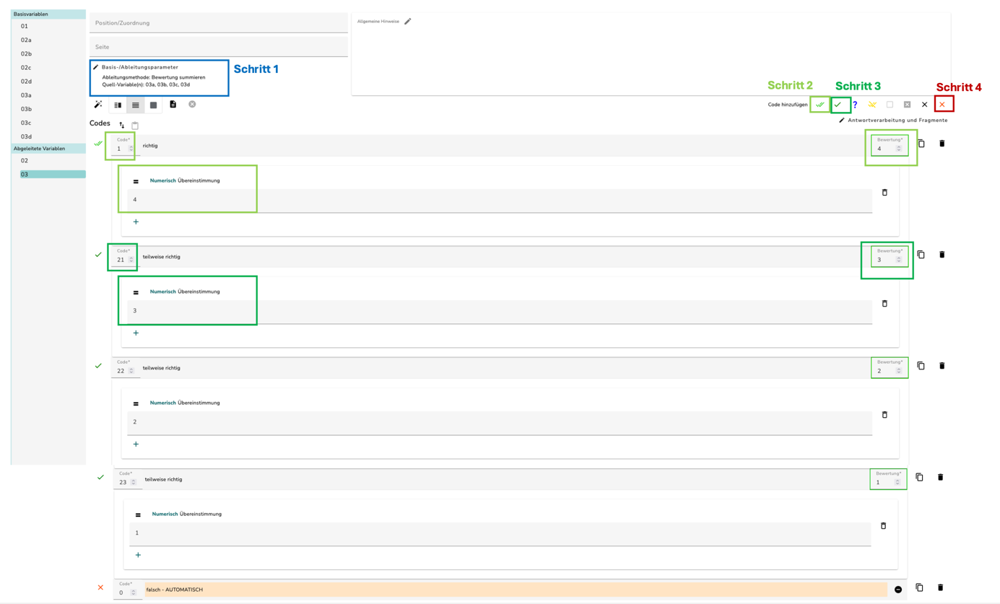 Basisvariablen
01
02a
02b
02c
02d
03a
03b
03c
03d
Abgeleitete Variablen
02
03
Position/Zuordnung
Seite
Basis-/Ableitungsparameter
Ableitungsmethode: Bewertung summieren
Quell-Variable(n): 03a, 03b, 03c, 03d
Schritt 1
Allgemeine Hinweise
Schritt 2
Schritt 3
Schritt 4
Code hinzufügen
?
Antwortverarbeitung und Fragmente
Codes
Code*
1
richtig
Bewertung*
4
= Numerisch Übereinstimmung
4
+
Code*
21
teilweise richtig
Bewertung*
3
= Numerisch Übereinstimmung
3
+
Code*
22
teilweise richtig
Bewertung*
2
= Numerisch Übereinstimmung
2
+
Code*
23
teilweise richtig
Bewertung*
1
= Numerisch Übereinstimmung
1
+
Code*
0
falsch - AUTOMATISCH